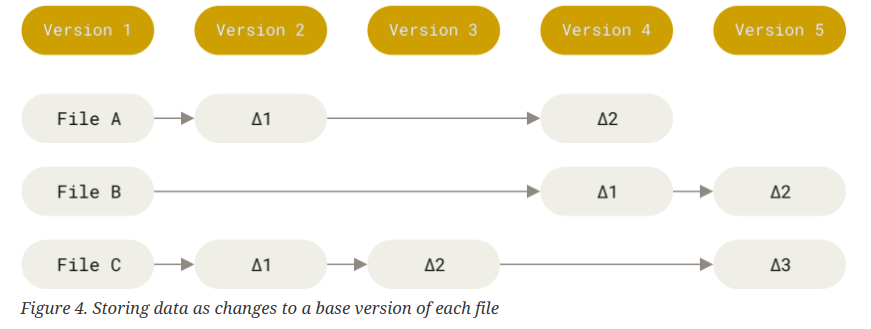 Version 1 Version 2 Version 3 Version 4 Version 5
File A Δ1 Δ2
File B Δ1 Δ2
File C Δ1 Δ2 Δ3
Figure 4. Storing data as changes to a base version of each file